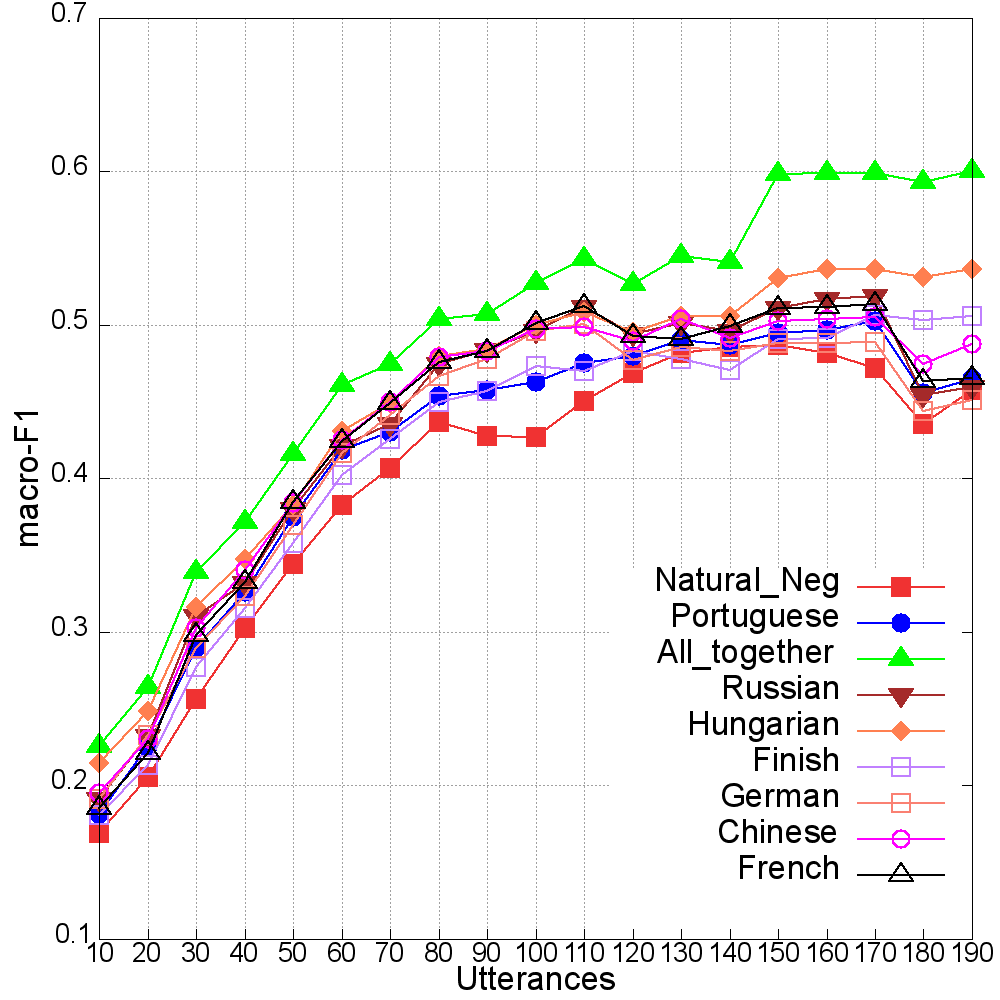 0.7
0.6
0.5
0.4
0.3
0.2
0.1
macro-F1
Natural_Neg
Portuguese
All_together
Russian
Hungarian
Finish
German
Chinese
French
10 20 30 40 50 60 70 80 90 100 110 120 130 140 150 160 170 180 190
Utterances